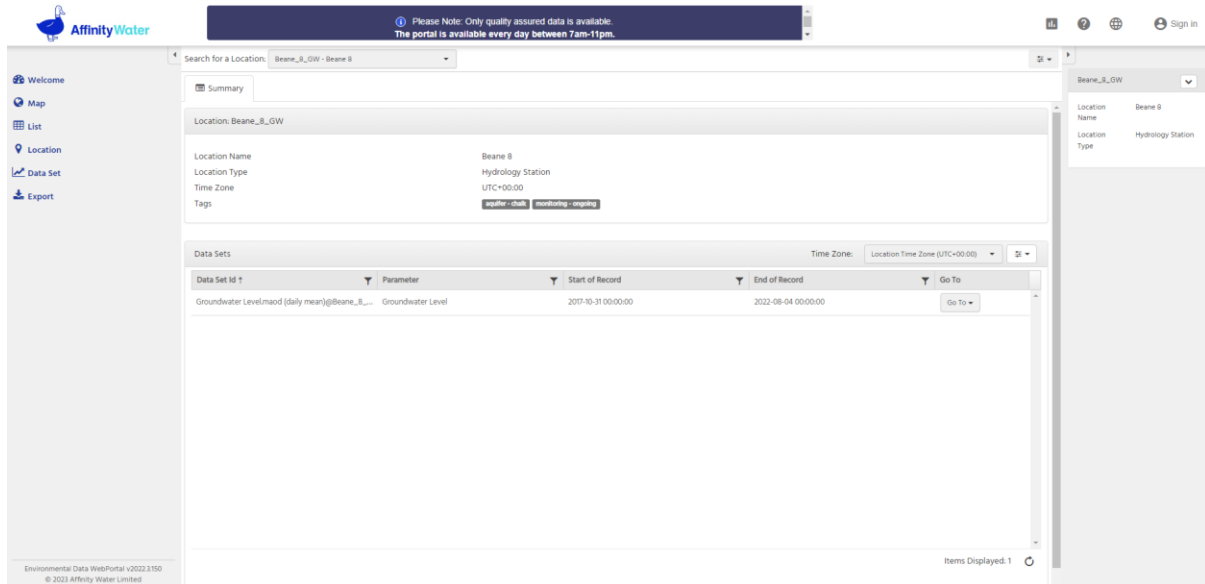 AffinityWater
Please Note: Only quality assured data is available.
The portal is available every day between 7am-11pm.
Sign in
Welcome
Map
List
Location
Data Set
Export
Search for a Location: Beane_8_GW - Beane 8
Summary
Location: Beane_8_GW
Location Name Beane 8
Location Type Hydrology Station
Time Zone UTC+00:00
Tags aquifer - chalk monitoring - ongoing
Data Sets Time Zone: Location Time Zone (UTC+00:00)
Data Set Id ↑ Parameter Start of Record End of Record Go To
Groundwater Level.maod (daily mean)@Beane_8_... Groundwater Level 2017-10-31 00:00:00 2022-08-04 00:00:00 Go To
Items Displayed: 1
Beane_8_GW
Location Name Beane 8
Location Type Hydrology Station
Environmental Data WebPortal v2022.3.150
© 2023 Affinity Water Limited